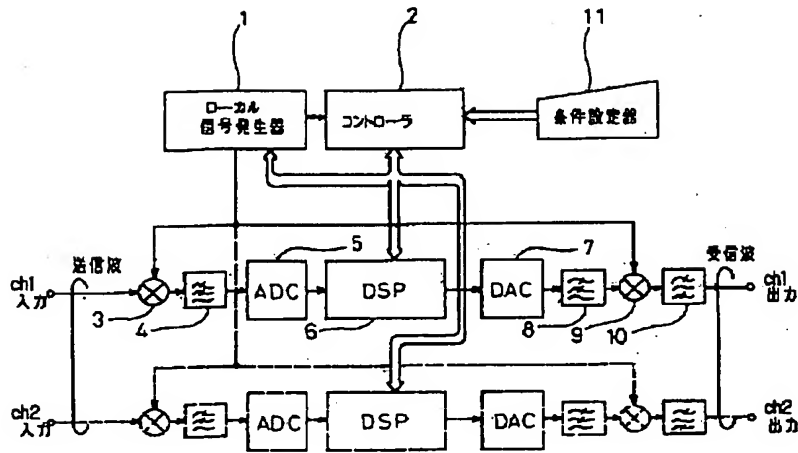 1
2
11
ローカル
信号発生器
コントローラ
条件設定器
送信波
5
7
受信波
ch1
入力
ADC
DSP
DAC
ch1
出力
3
4
6
8
9
10
ch2
入力
ADC
DSP
DAC
ch2
出力